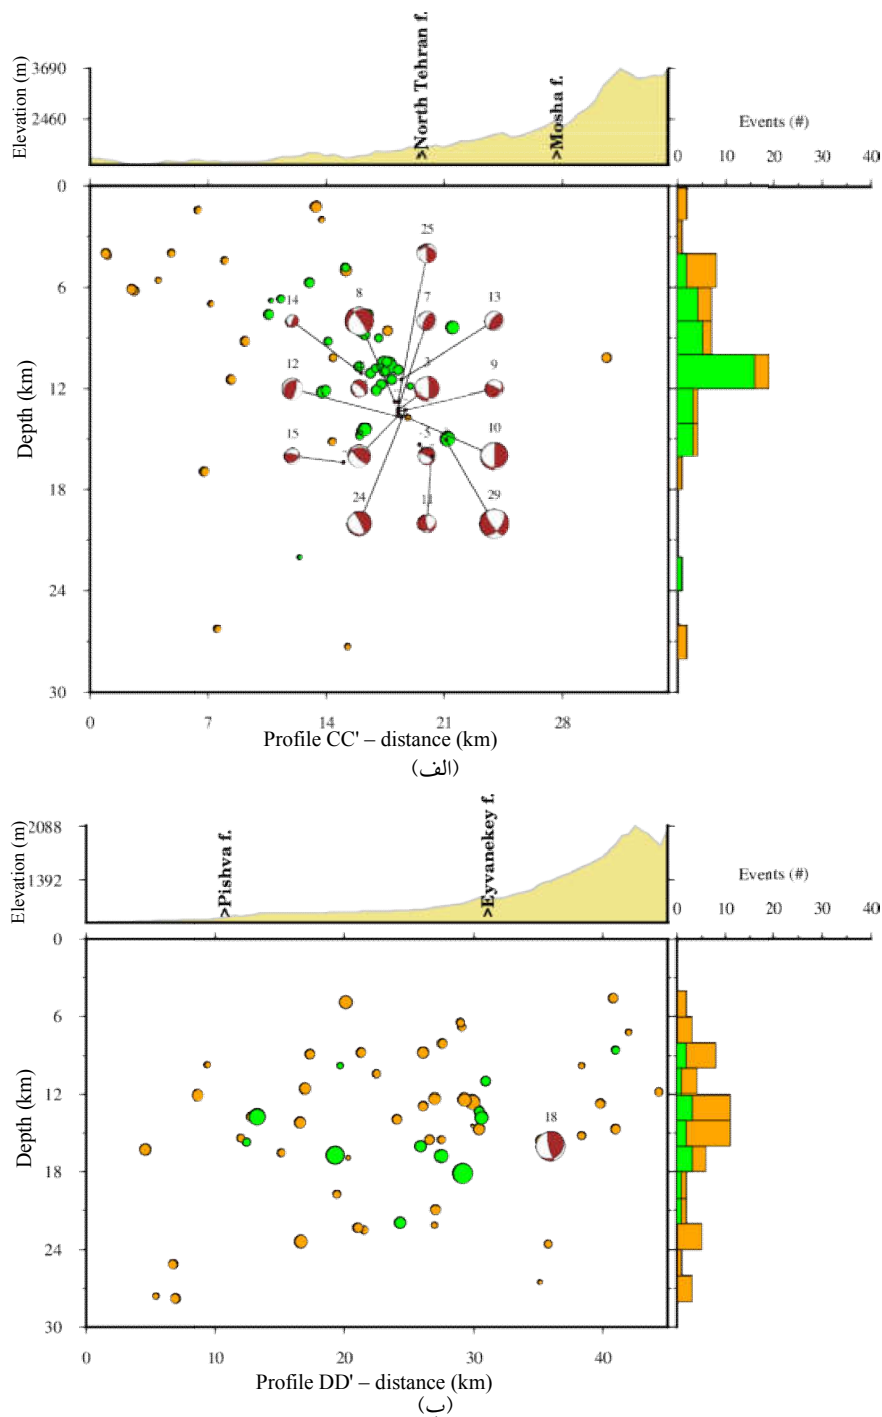 North Tehran f.
Mosha f.
Elevation (m)
3690
2460
Events (#)
0 10 20 30 40
Depth (km)
0
6
12
18
24
30
25
14 8 7 13
12 3 9
15 5 10
24 11 29
0 7 14 21 28
Profile CC' – distance (km)
(الف)
>Pishva f.
>Eyvanekey f.
Elevation (m)
2088
1392
Events (#)
0 10 20 30 40
Depth (km)
0
6
12
18
24
30
18
0 10 20 30 40
Profile DD' – distance (km)
(ب)